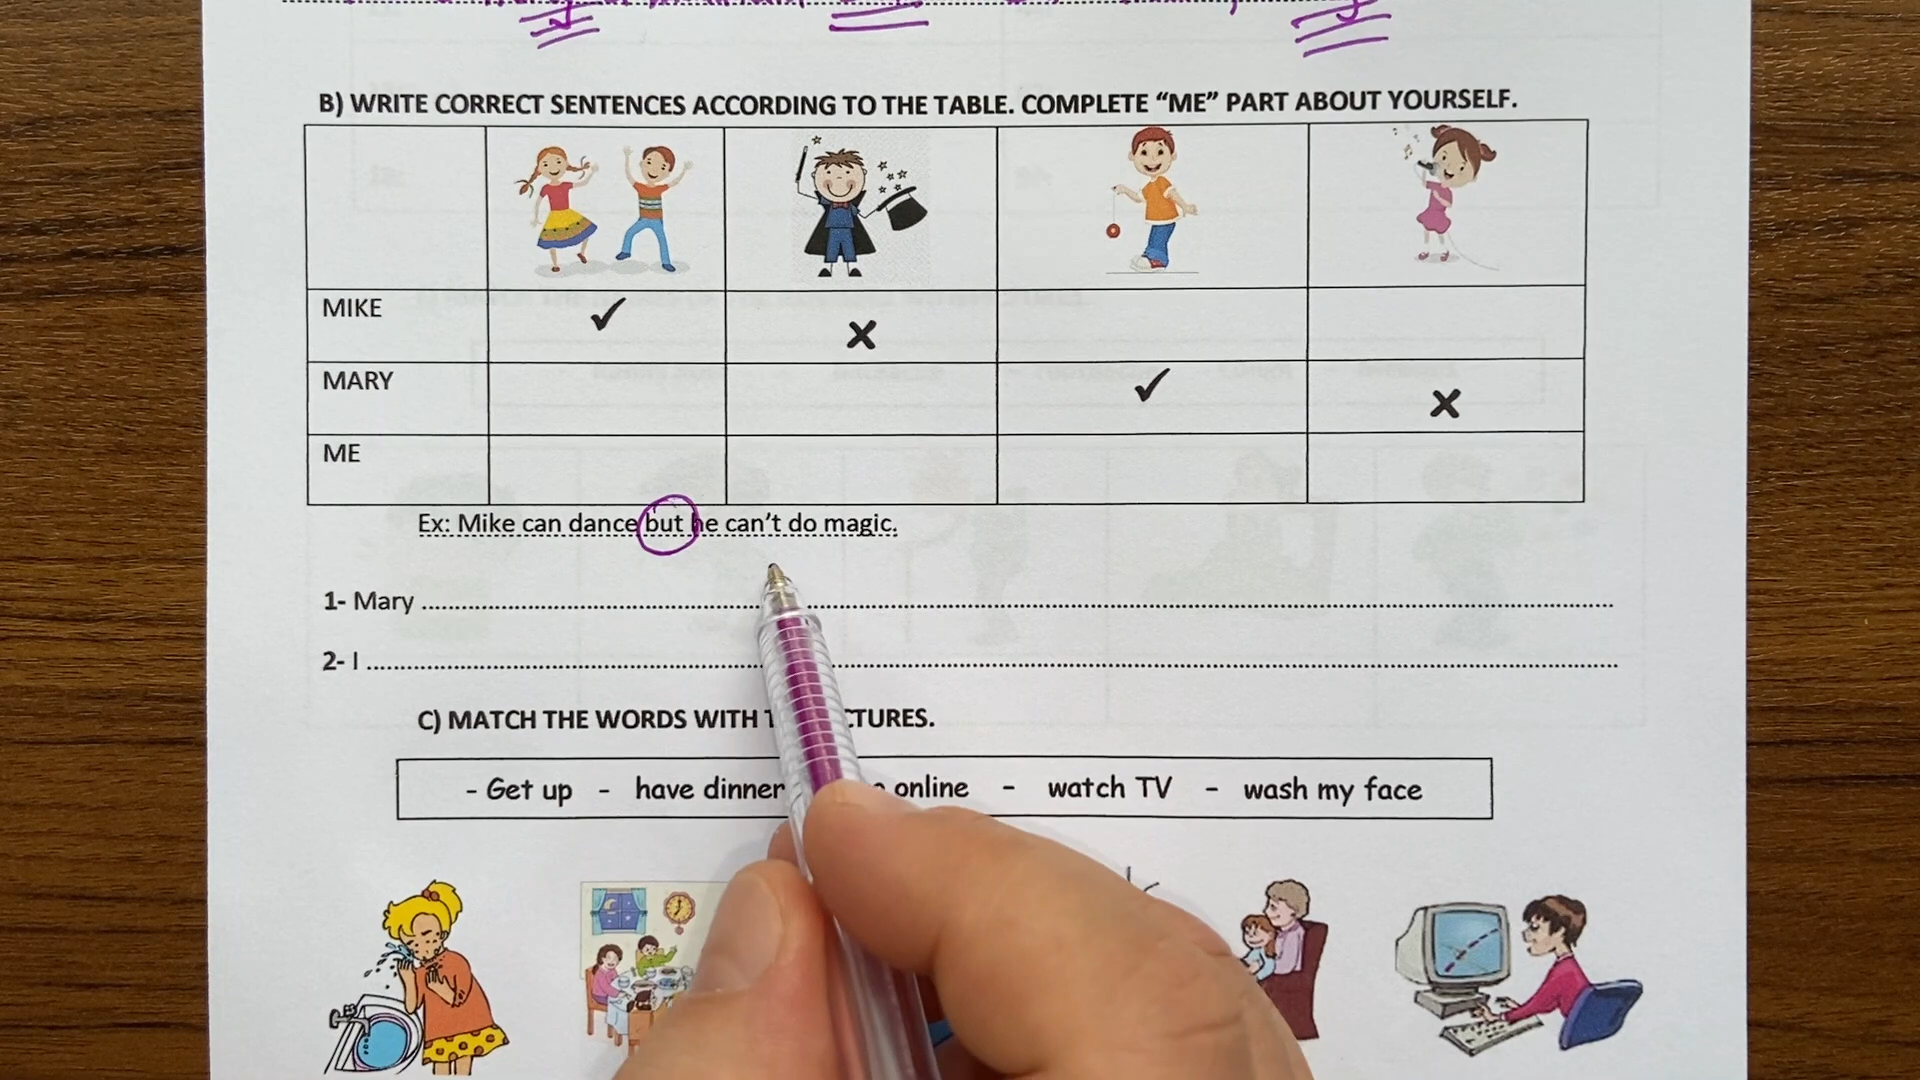 B) WRITE CORRECT SENTENCES ACCORDING TO THE TABLE. COMPLETE “ME” PART ABOUT YOURSELF.
MIKE ✓ ✗
MARY ✓ ✗
ME
Ex: Mike can dance but he can’t do magic.
1- Mary
2- I
C) MATCH THE WORDS WITH
- Get up - have dinner online - watch TV - wash my face